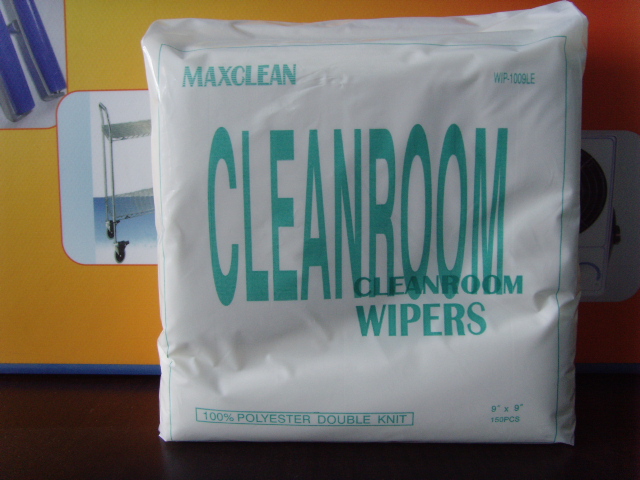 MAXCLEAN
WIP-1009LE
CLEANROOM
CLEANROOM
WIPERS
100% POLYESTER DOUBLE KNIT
9" x 9"
150PCS